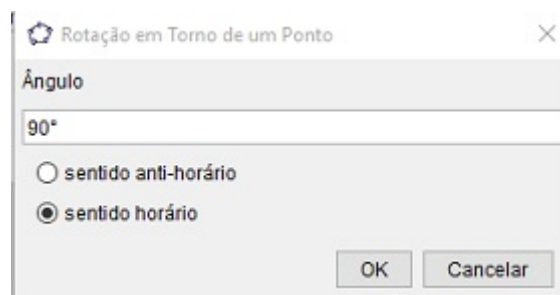 Rotação em Torno de um Ponto
Ângulo
90°
sentido anti-horário
sentido horário
OK
Cancelar